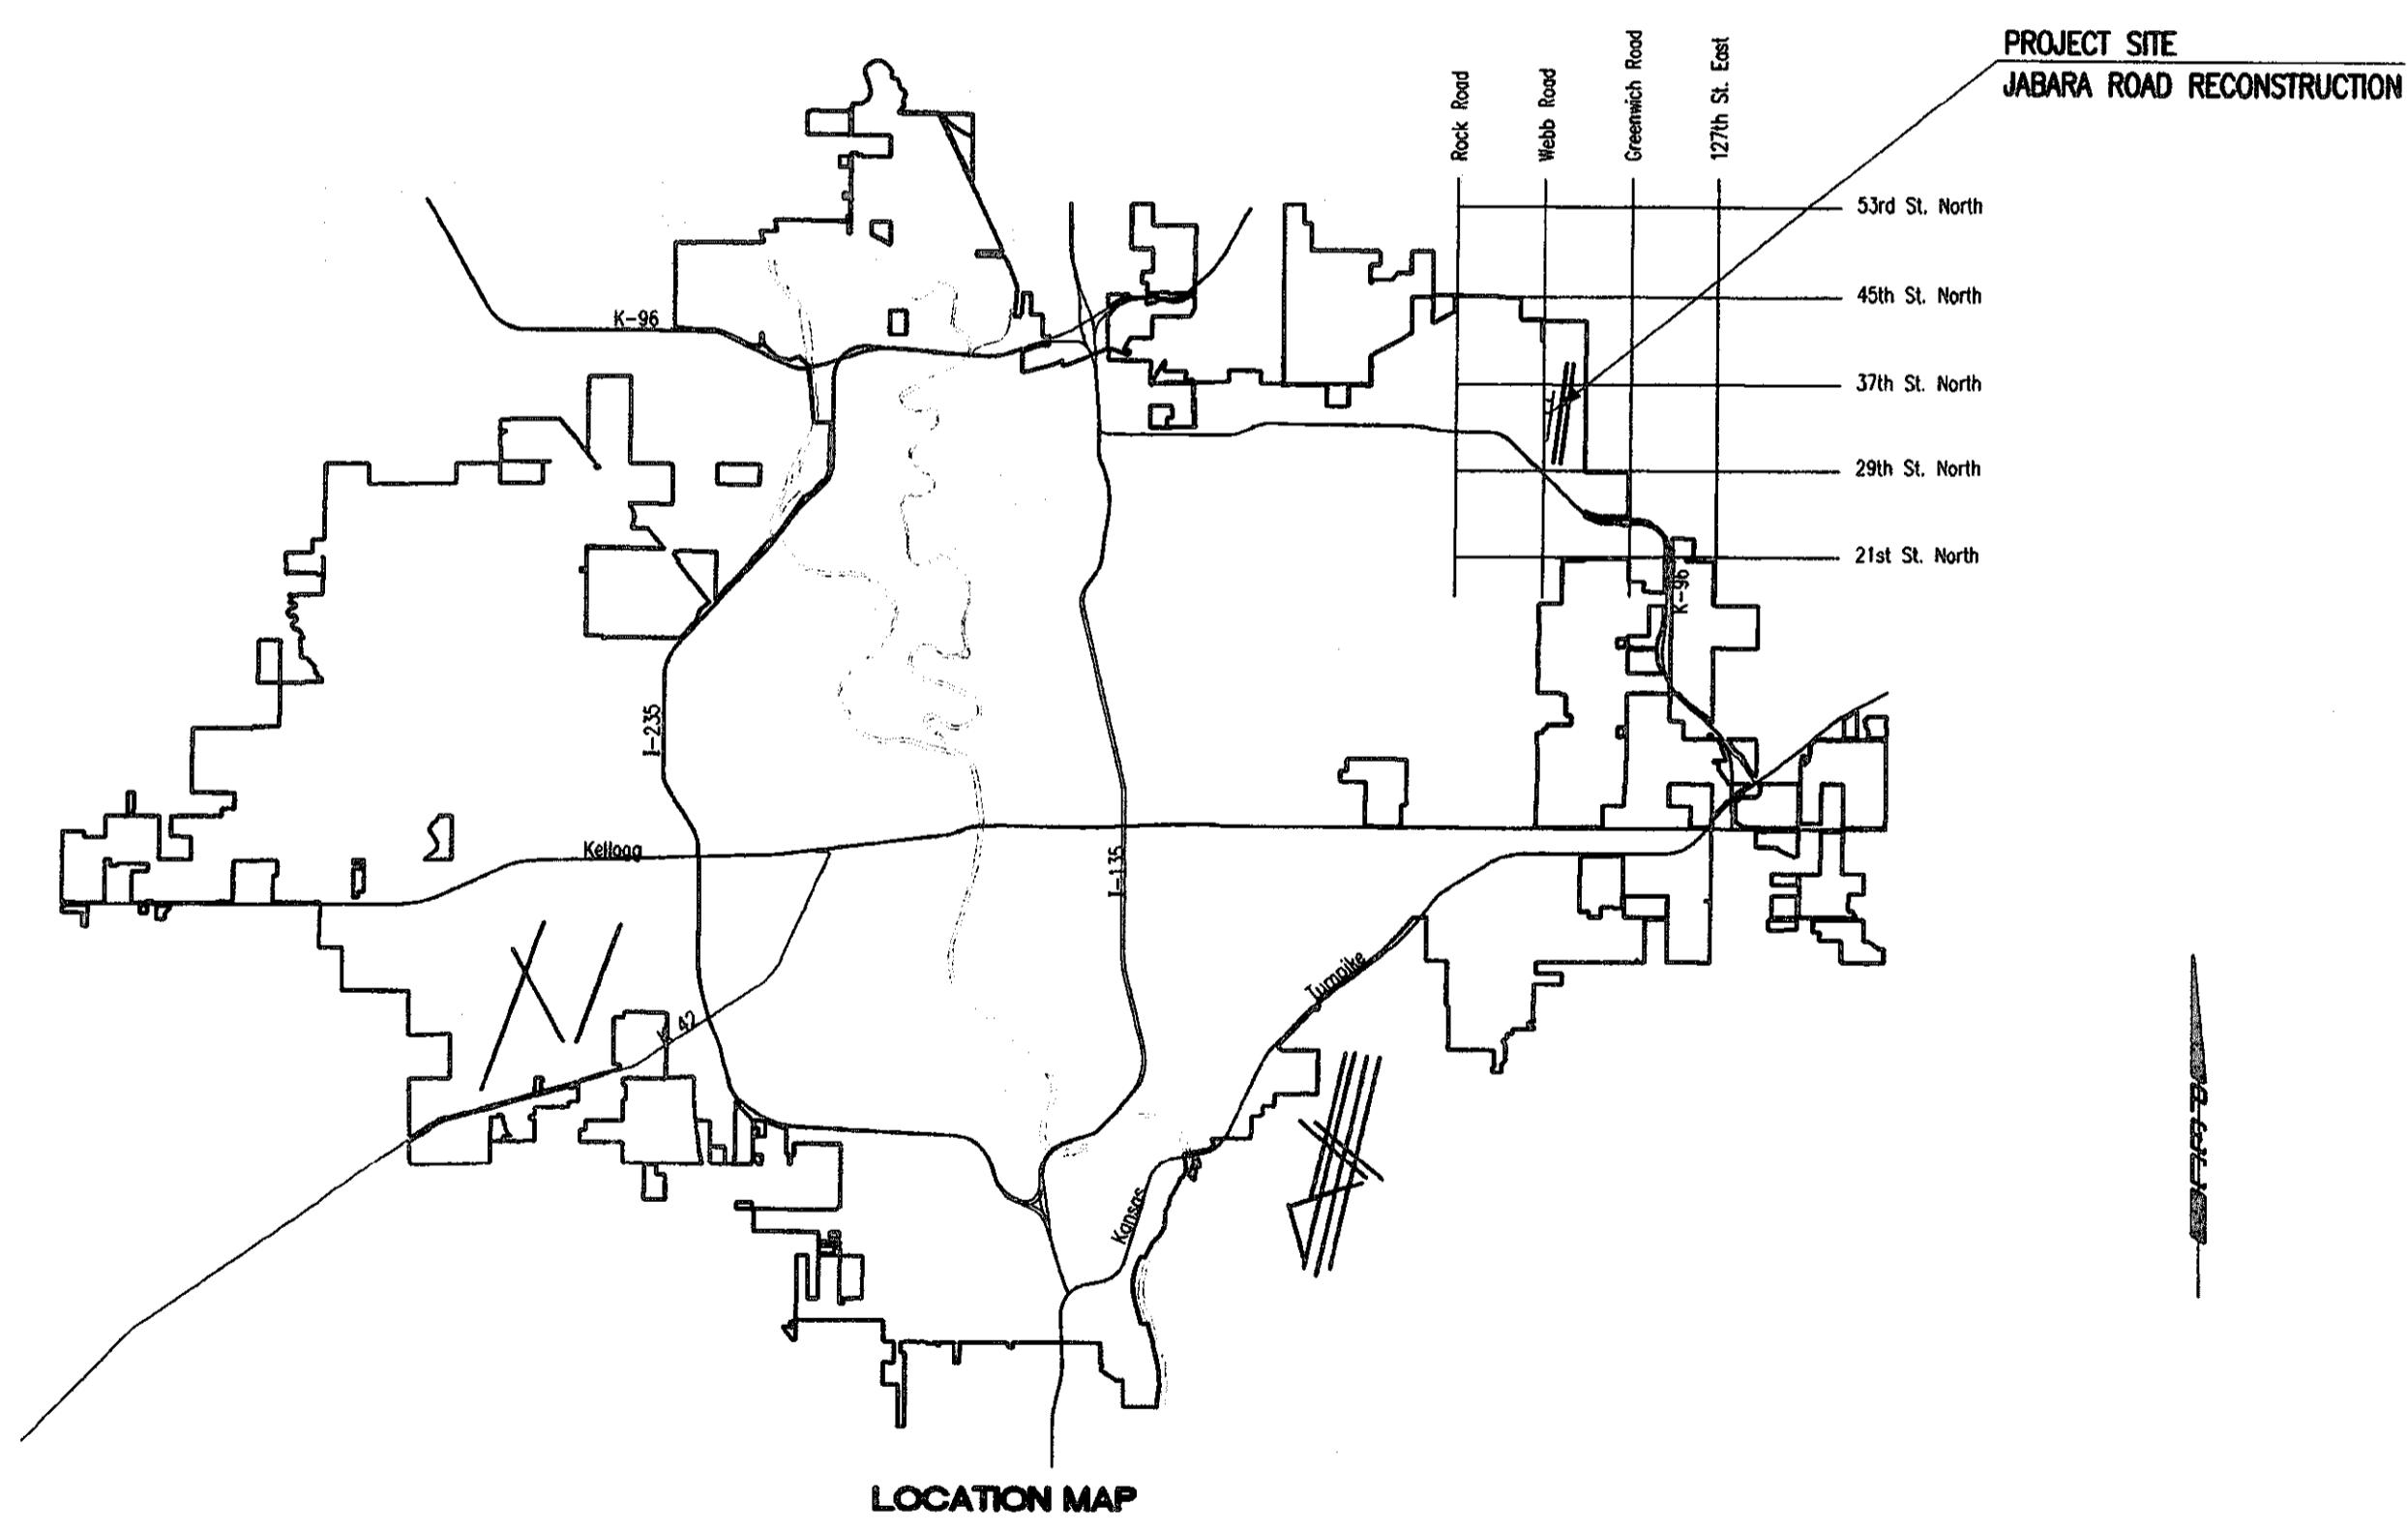 PROJECT SITE
JABARA ROAD RECONSTRUCTION
Rock Road
Webb Road
Greenwich Road
127th St. East
53rd St. North
45th St. North
37th St. North
29th St. North
21st St. North
K-96
K-96
I-235
Kellogg
I-135
K-42
Turnpike
Kansas
LOCATION MAP